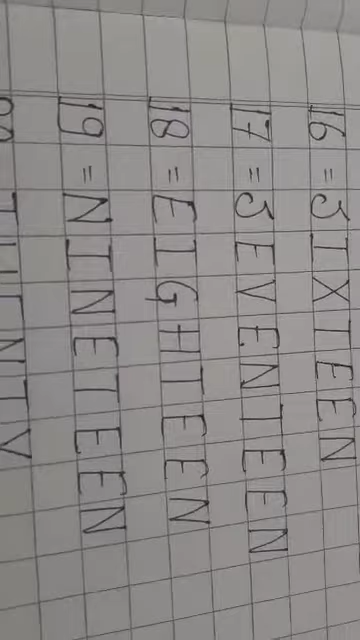 16 = SIXTEEN
17 = SEVENTEEN
18 = EIGHTEEN
19 = NINETEEN